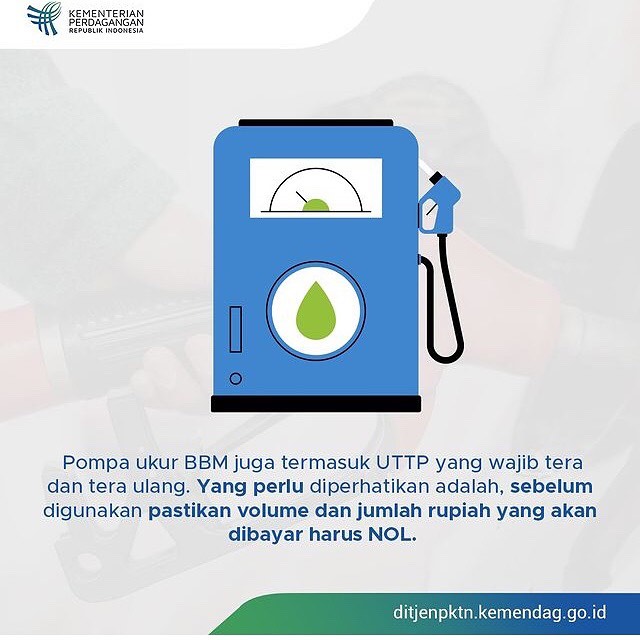 KEMENTERIAN
PERDAGANGAN
REPUBLIK INDONESIA
Pompa ukur BBM juga termasuk UTTP yang wajib tera
dan tera ulang. Yang perlu diperhatikan adalah, sebelum
digunakan pastikan volume dan jumlah rupiah yang akan
dibayar harus NOL.
ditjenpktn.kemendag.go.id